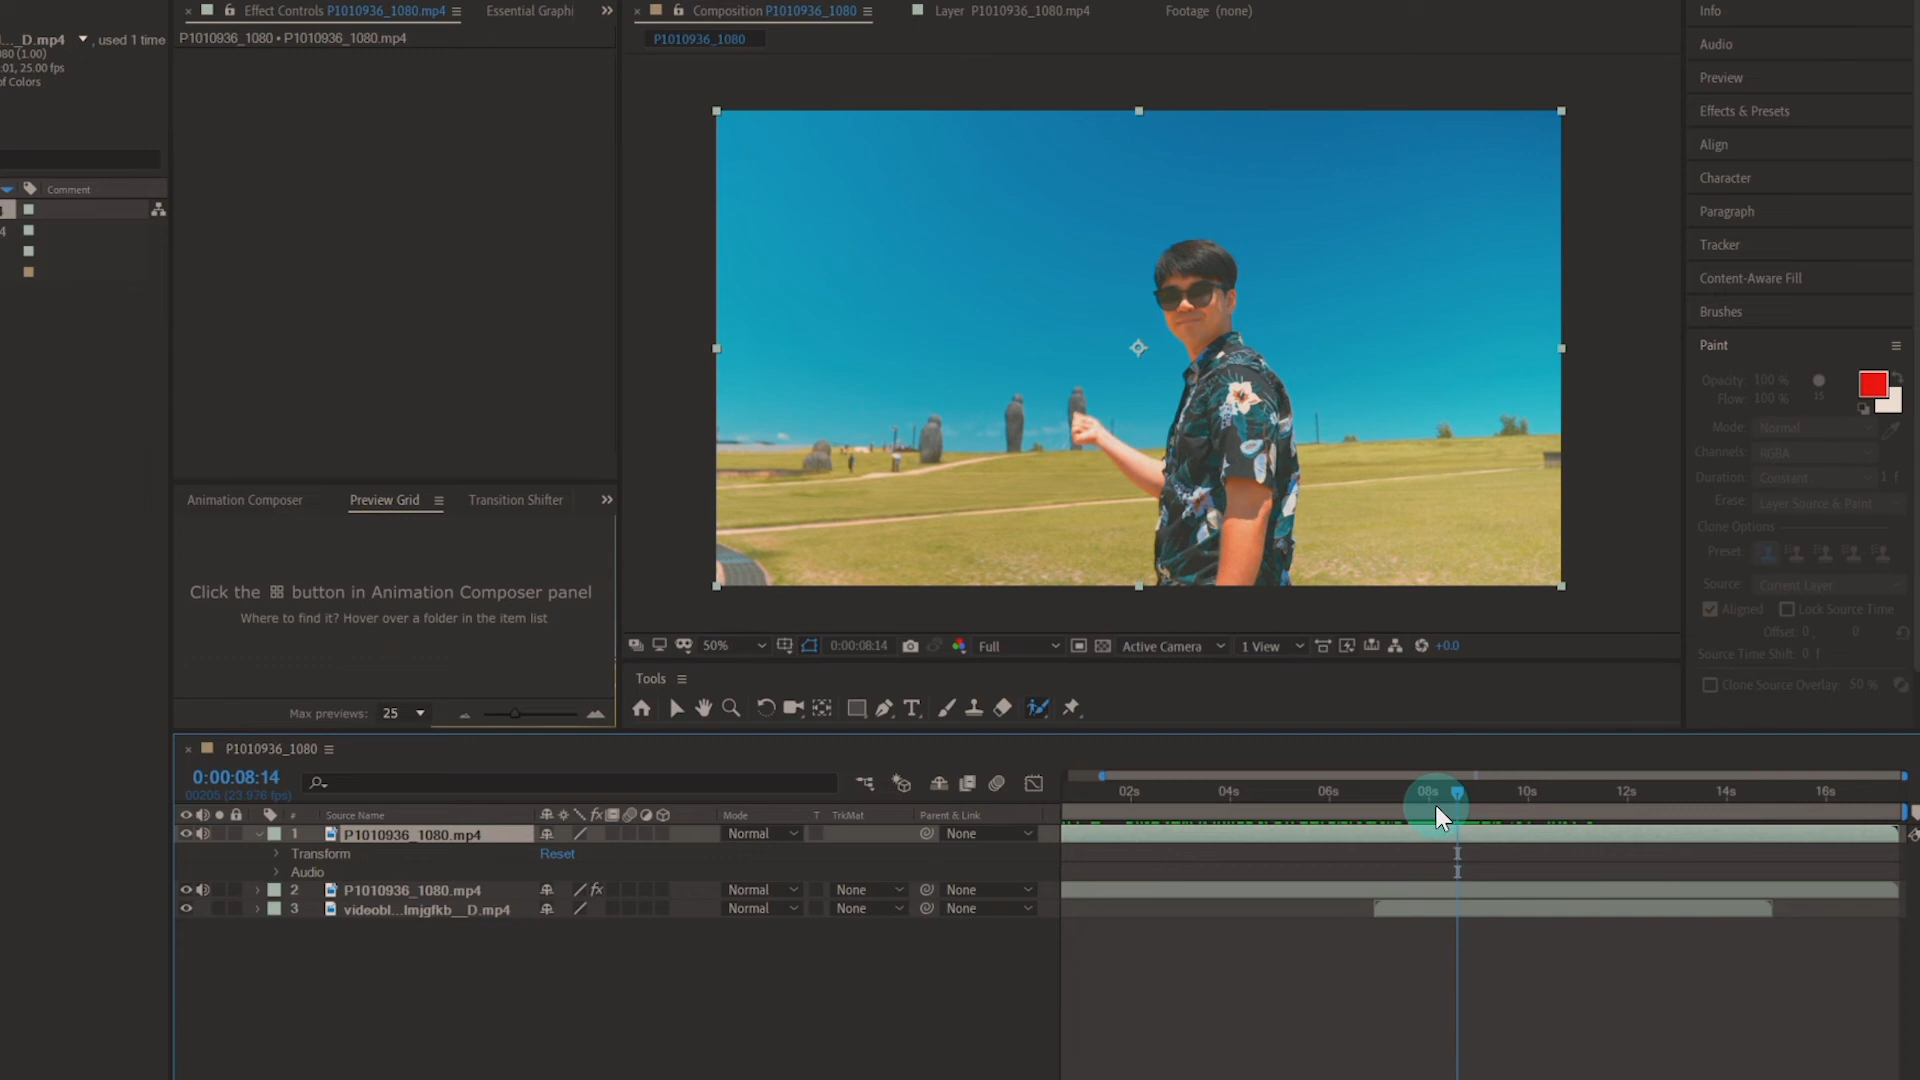 Effect Controls P1010936_1080.mp4
Essential Graphi
Composition P1010936_1080
Layer P1010936_1080.mp4
Footage (none)
Info
..._D.mp4 , used 1 time
(1.00)
:01, 25.00 fps
of Colors
P1010936_1080 • P1010936_1080.mp4
P1010936_1080
Audio
Preview
Effects & Presets
Align
Character
Paragraph
Tracker
Content-Aware Fill
Brushes
Comment
4
Paint
Opacity: 100 %
Flow: 100 %
15
Mode: Normal
Channels: RGBA
Duration: Constant 1 f
Erase: Layer Source & Paint
Clone Options
Preset:
Source: Current Layer
Aligned Lock Source Time
Offset: 0 , 0
Source Time Shift: 0 f
Clone Source Overlay: 50 %
Animation Composer Preview Grid Transition Shifter
Click the button in Animation Composer panel
Where to find it? Hover over a folder in the item list
Max previews: 25
50% 0:00:08:14 Full Active Camera 1 View +0.0
Tools
P1010936_1080
0:00:08:14
00205 (23.976 fps)
02s 04s 06s 08s 10s 12s 14s 16s
# Source Name Mode T TrkMat Parent & Link
1 P1010936_1080.mp4 Normal None
Transform Reset
Audio
2 P1010936_1080.mp4 fx Normal None None
3 videobl...lmjgfkb__D.mp4 Normal None None